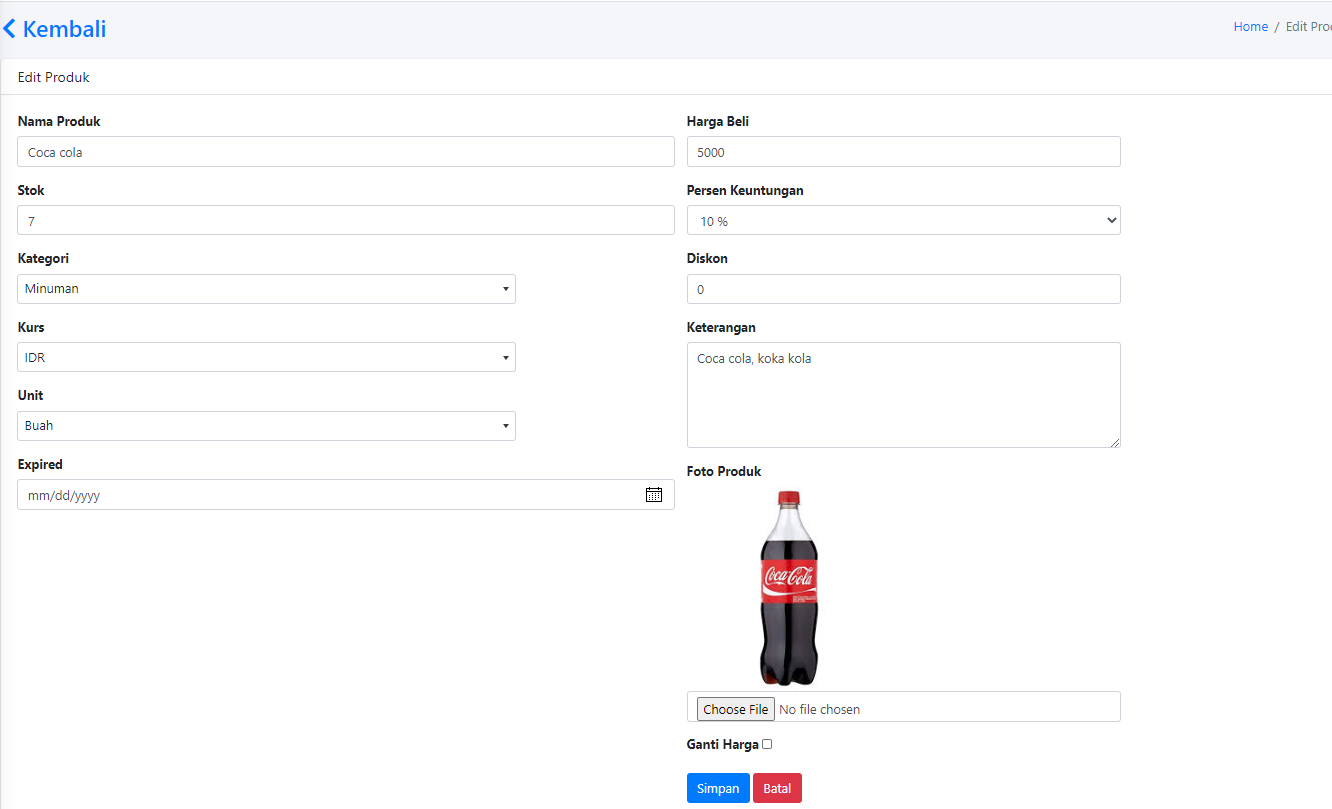 Kembali
Home / Edit
Edit Produk
Nama Produk
Coca cola
Stok
7
Kategori
Minuman
Kurs
IDR
Unit
Buah
Expired
mm/dd/yyyy
Harga Beli
5000
Persen Keuntungan
10 %
Diskon
0
Keterangan
Coca cola, koka kola
Foto Produk
Coca-Cola
Choose File No file chosen
Ganti Harga
Simpan Batal